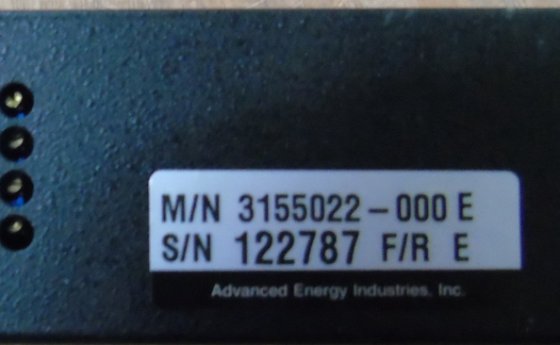 M/N 3155022-000 E
S/N 122787 F/R E
Advanced Energy Industries, Inc.